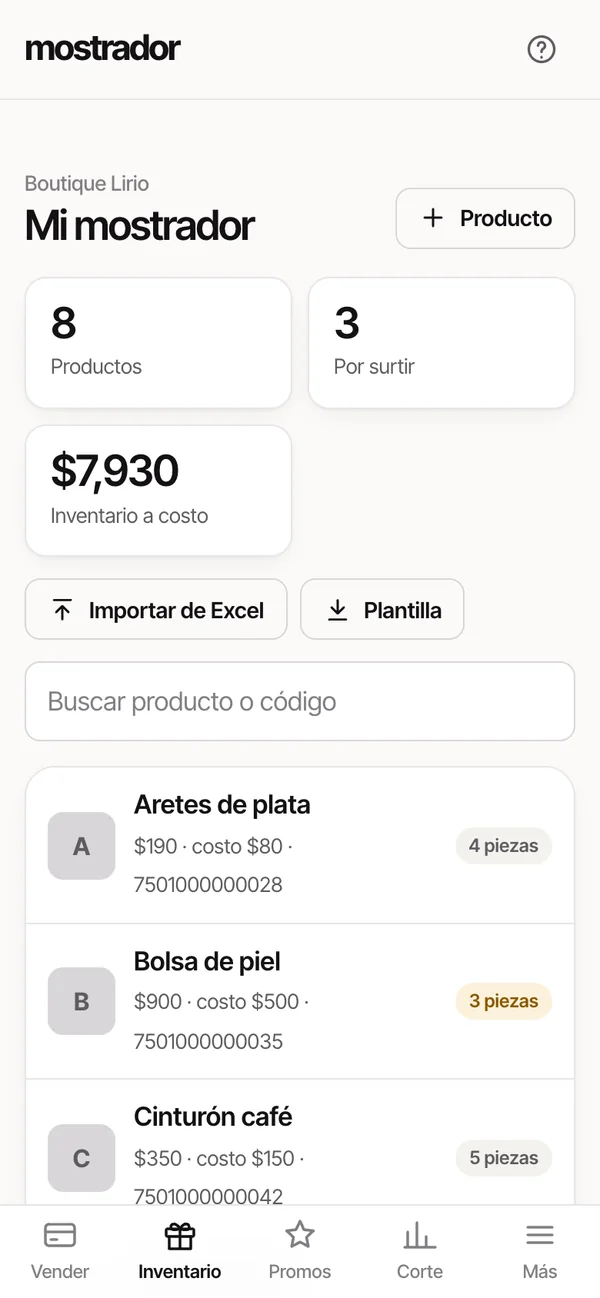 mostrador
Boutique Lirio
Mi mostrador
Producto
8
Productos
3
Por surtir
$7,930
Inventario a costo
Importar de Excel
Plantilla
Buscar producto o código
A
Aretes de plata
$190 · costo $80 ·
7501000000028
4 piezas
B
Bolsa de piel
$900 · costo $500 ·
7501000000035
3 piezas
C
Cinturón café
$350 · costo $150 ·
7501000000042
5 piezas
Vender
Inventario
Promos
Corte
Más